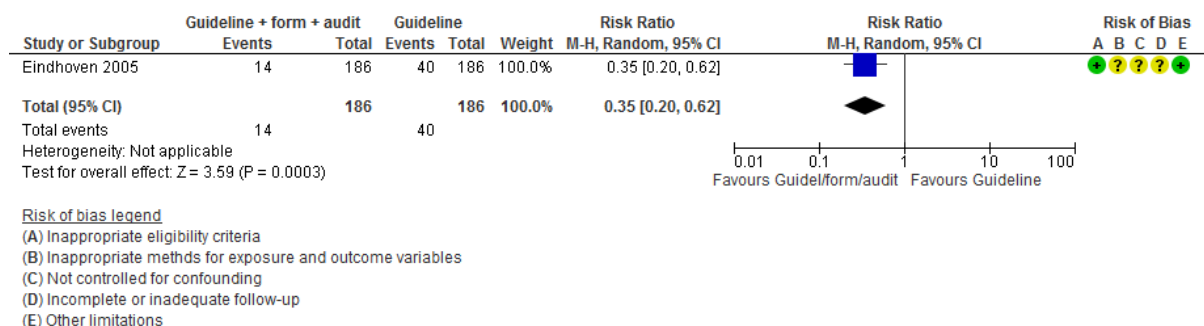 Guideline + form + audit Guideline Risk Ratio Risk Ratio Risk of Bias
Study or Subgroup Events Total Events Total Weight M-H, Random, 95% CI M-H, Random, 95% CI A B C D E
Eindhoven 2005 14 186 40 186 100.0% 0.35 [0.20, 0.62] + ? ? ? +
Total (95% CI) 186 186 100.0% 0.35 [0.20, 0.62]
Total events 14 40
Heterogeneity: Not applicable
Test for overall effect: Z = 3.59 (P = 0.0003)
0.01 0.1 1 10 100
Favours Guidel/form/audit Favours Guideline
Risk of bias legend
(A) Inappropriate eligibility criteria
(B) Inappropriate methds for exposure and outcome variables
(C) Not controlled for confounding
(D) Incomplete or inadequate follow-up
(E) Other limitations